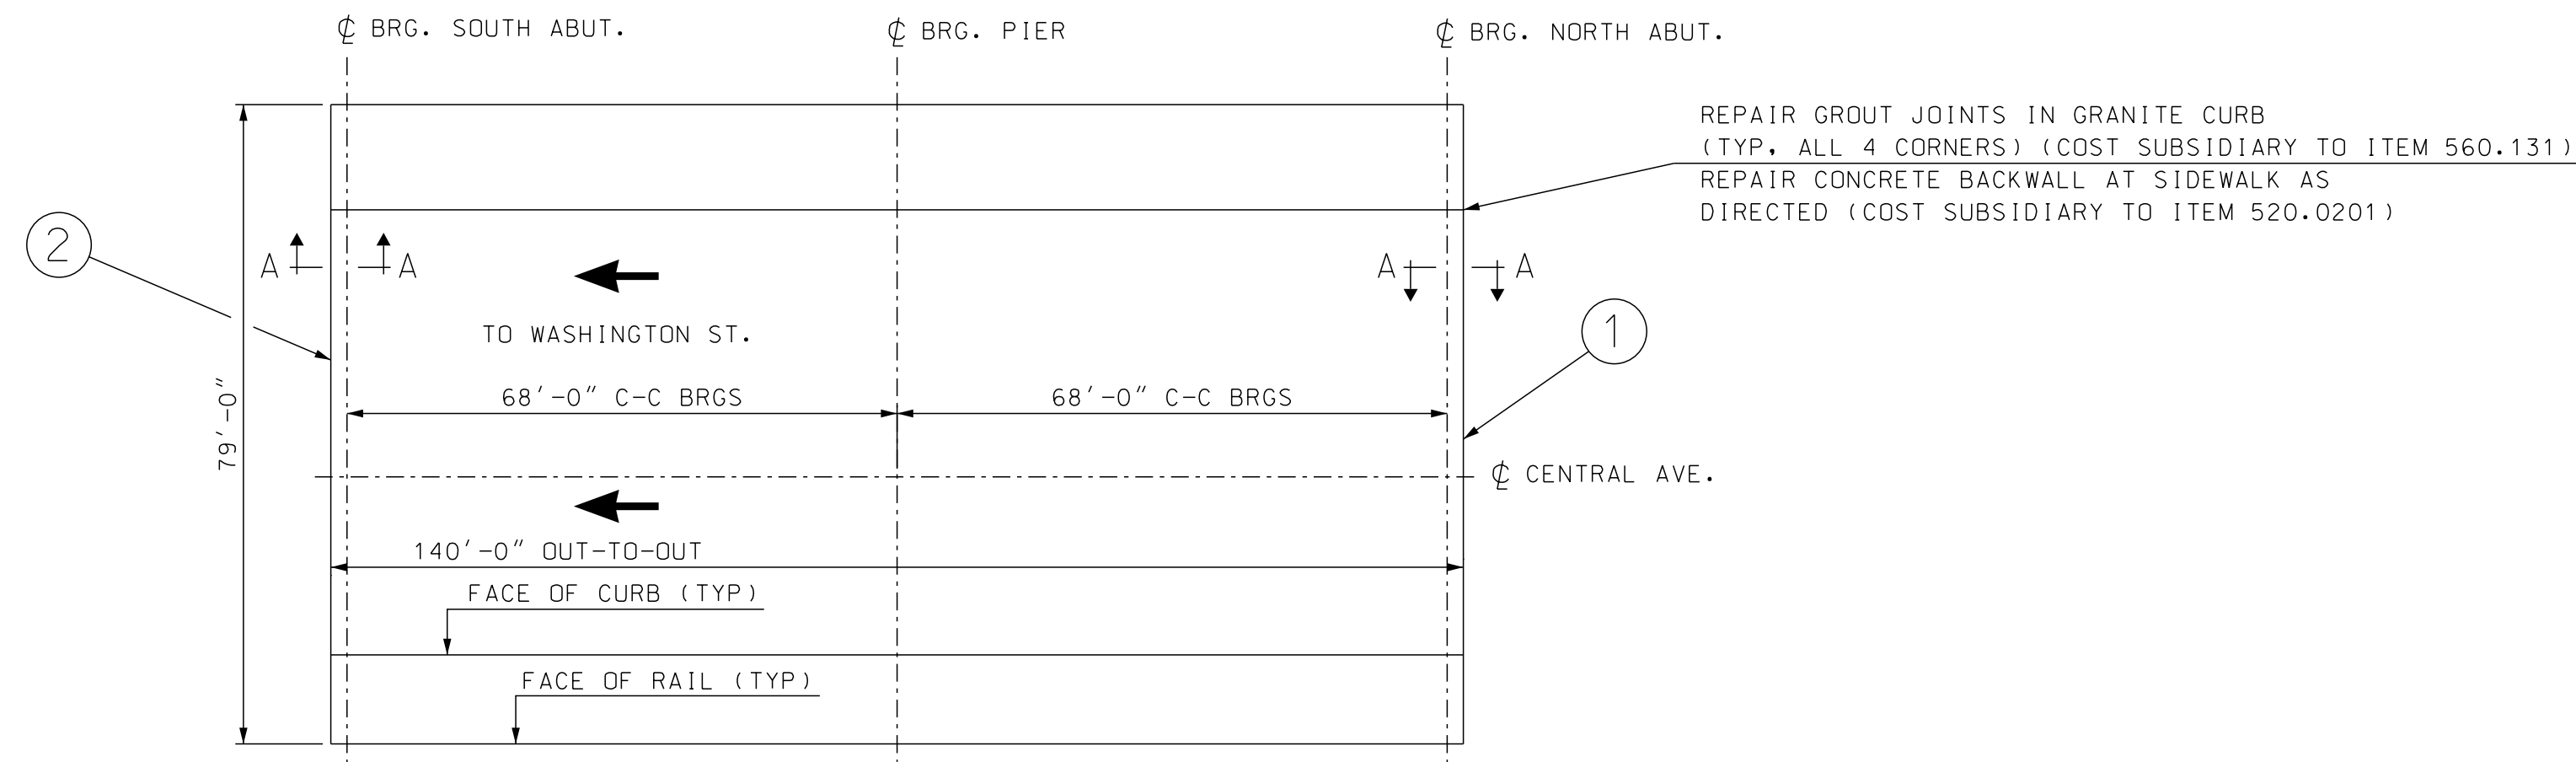 ℄ BRG. SOUTH ABUT.
℄ BRG. PIER
℄ BRG. NORTH ABUT.
REPAIR GROUT JOINTS IN GRANITE CURB
(TYP. ALL 4 CORNERS) (COST SUBSIDIARY TO ITEM 560.131)
REPAIR CONCRETE BACKWALL AT SIDEWALK AS
DIRECTED (COST SUBSIDIARY TO ITEM 520.0201)
2
A
A
A
A
1
TO WASHINGTON ST.
79'-0"
68'-0" C-C BRGS
68'-0" C-C BRGS
℄ CENTRAL AVE.
140'-0" OUT-TO-OUT
FACE OF CURB (TYP)
FACE OF RAIL (TYP)